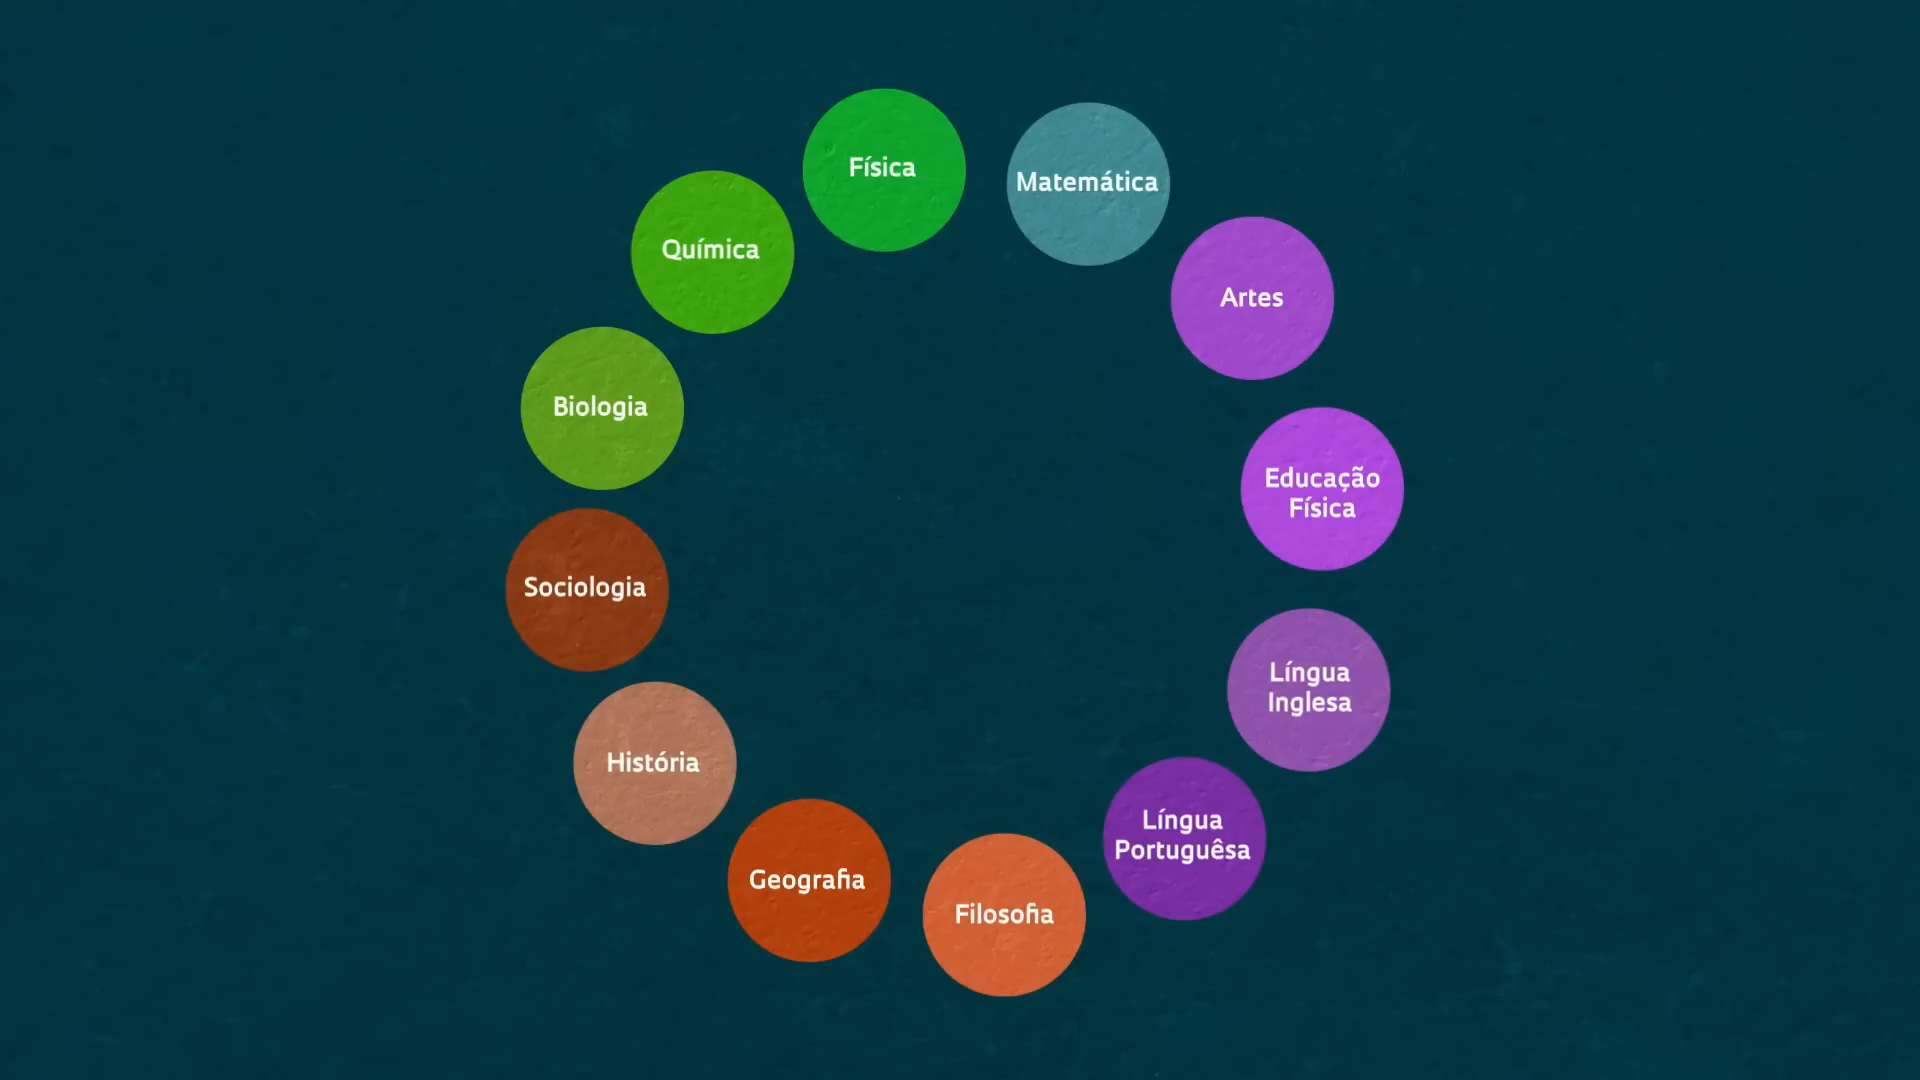 Física
Matemática
Química
Artes
Biologia
Educação
Física
Sociologia
Língua
Inglesa
História
Língua
Portuguêsa
Geografia
Filosofia